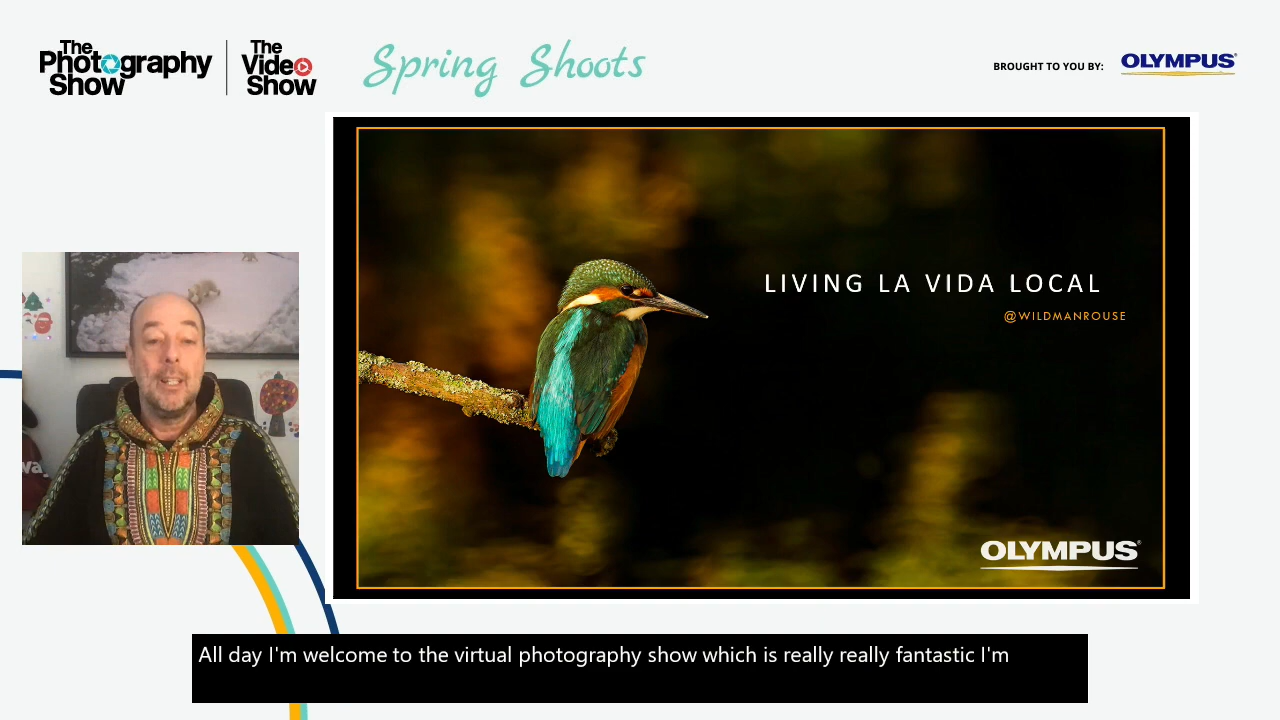 The
Photography
Show
The
Video
Show
Spring Shoots
BROUGHT TO YOU BY:
OLYMPUS®
LIVING LA VIDA LOCAL
@WILDMANROUSE
OLYMPUS®
va.
All day I'm welcome to the virtual photography show which is really really fantastic I'm